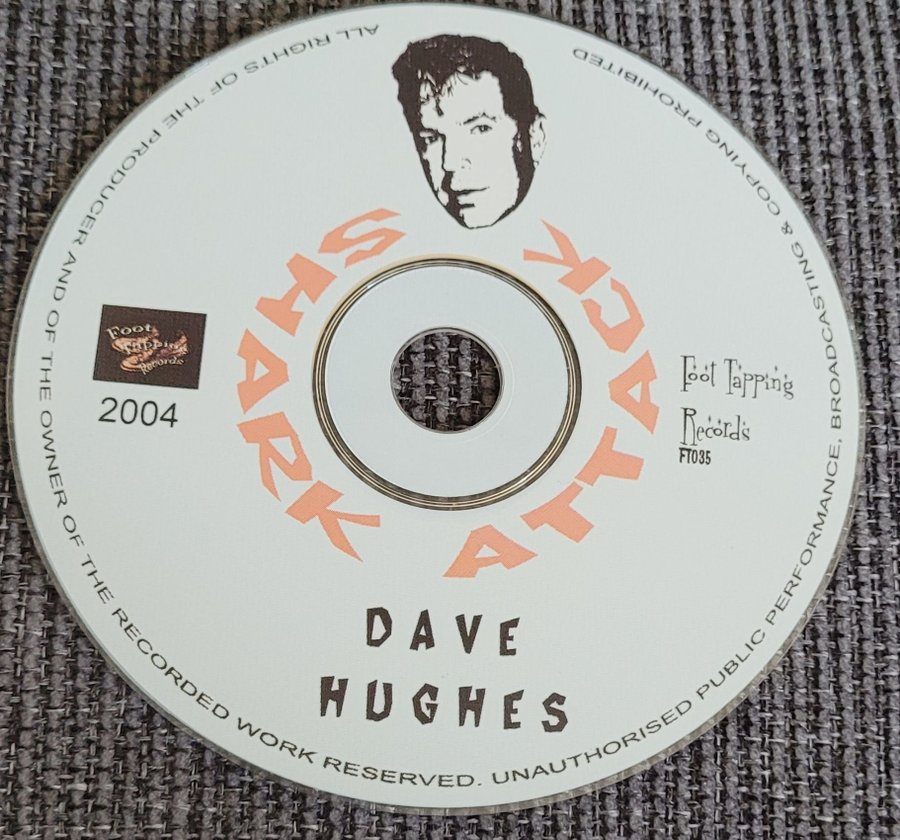 ALL RIGHTS OF THE PRODUCER AND OF THE OWNER OF THE RECORDED WORK RESERVED. UNAUTHORISED PUBLIC PERFORMANCE, BROADCASTING & COPYING PROHIBITED
SHARK ATTACK
Foot
Tapping
Records
2004
Foot Tapping
Records
FT035
DAVE
HUGHES